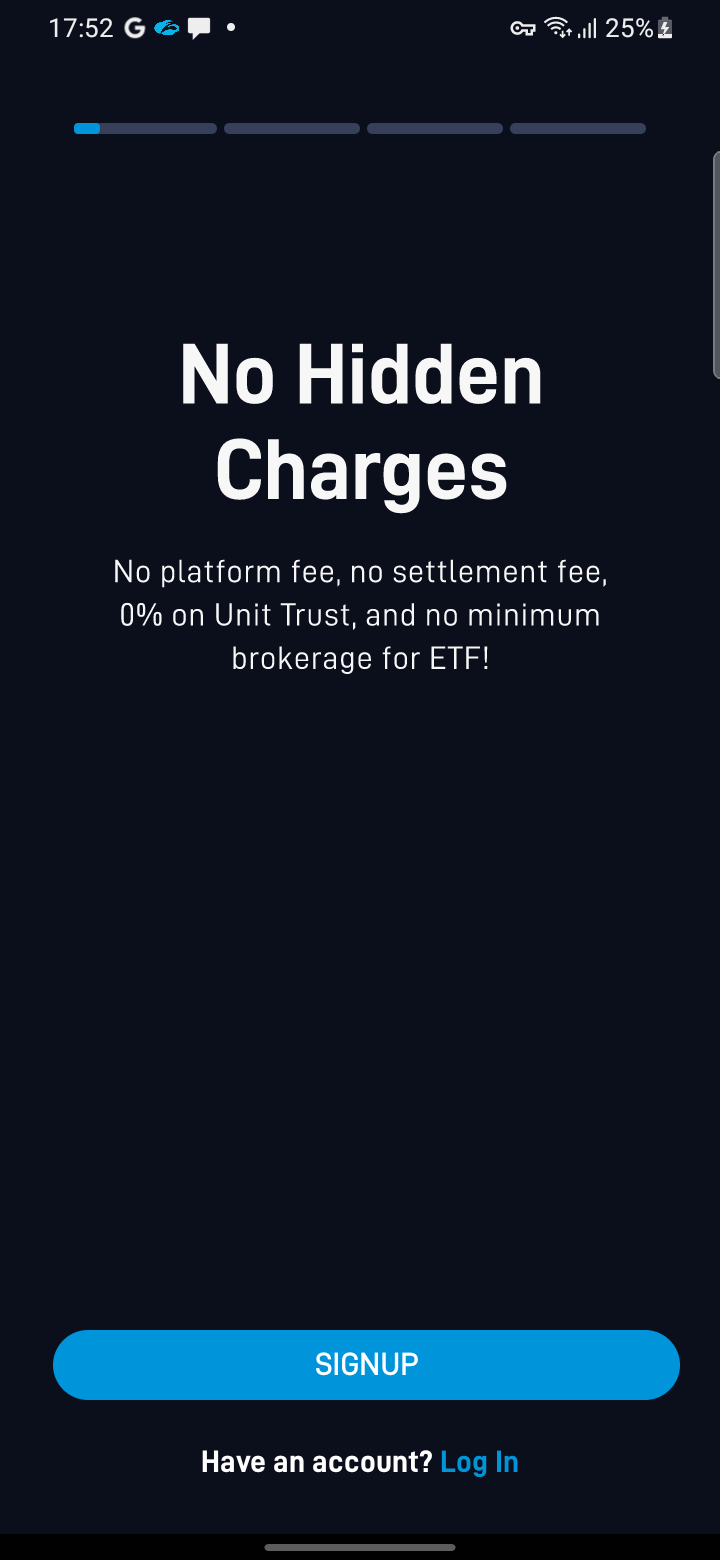 17:52 G 25%
No Hidden
Charges
No platform fee, no settlement fee,
0% on Unit Trust, and no minimum
brokerage for ETF!
SIGNUP
Have an account? Log In